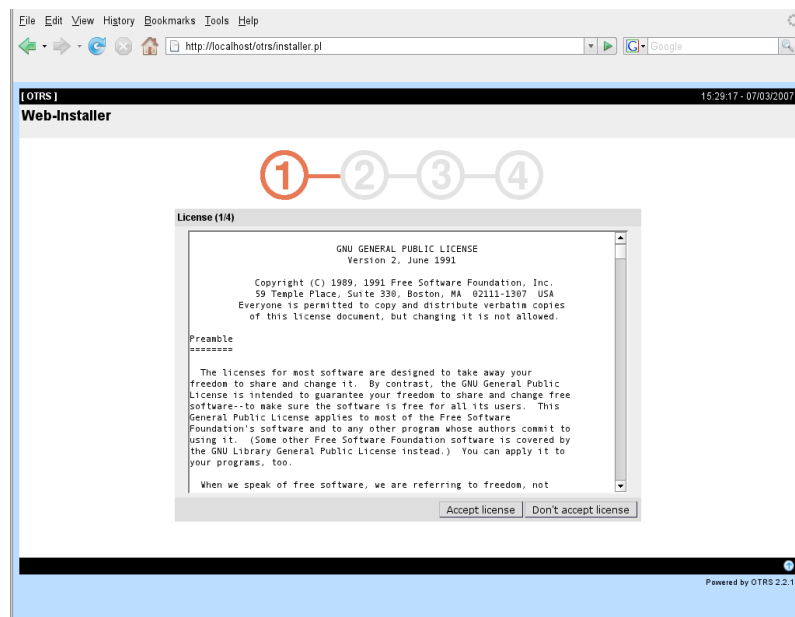 File Edit View History Bookmarks Tools Help
http://localhost/otrs/installer.pl
G Google
[ OTRS ] 15:29:17 - 07/03/2007
Web-Installer
1 2 3 4
License (1/4)
GNU GENERAL PUBLIC LICENSE
Version 2, June 1991
Copyright (C) 1989, 1991 Free Software Foundation, Inc.
59 Temple Place, Suite 330, Boston, MA 02111-1307 USA
Everyone is permitted to copy and distribute verbatim copies
of this license document, but changing it is not allowed.
Preamble
========
The licenses for most software are designed to take away your
freedom to share and change it. By contrast, the GNU General Public
License is intended to guarantee your freedom to share and change free
software--to make sure the software is free for all its users. This
General Public License applies to most of the Free Software
Foundation's software and to any other program whose authors commit to
using it. (Some other Free Software Foundation software is covered by
the GNU Library General Public License instead.) You can apply it to
your programs, too.
When we speak of free software, we are referring to freedom, not
Accept license Don't accept license
Powered by OTRS 2.2.1